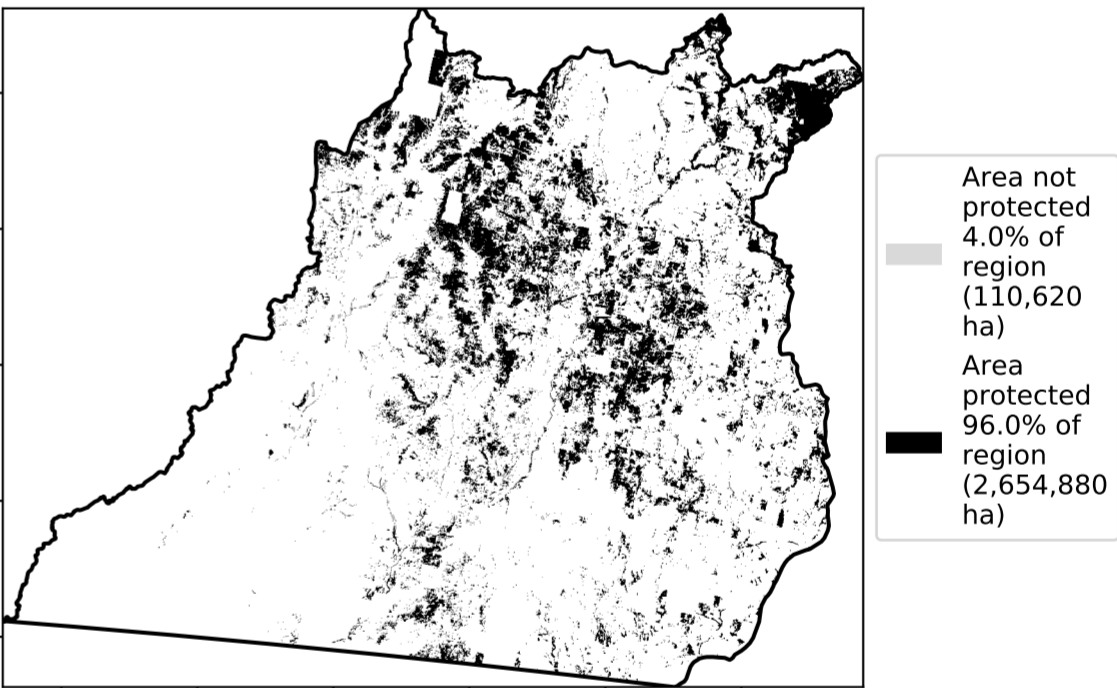 Area not
protected
4.0% of
region
(110,620
ha)
Area
protected
96.0% of
region
(2,654,880
ha)